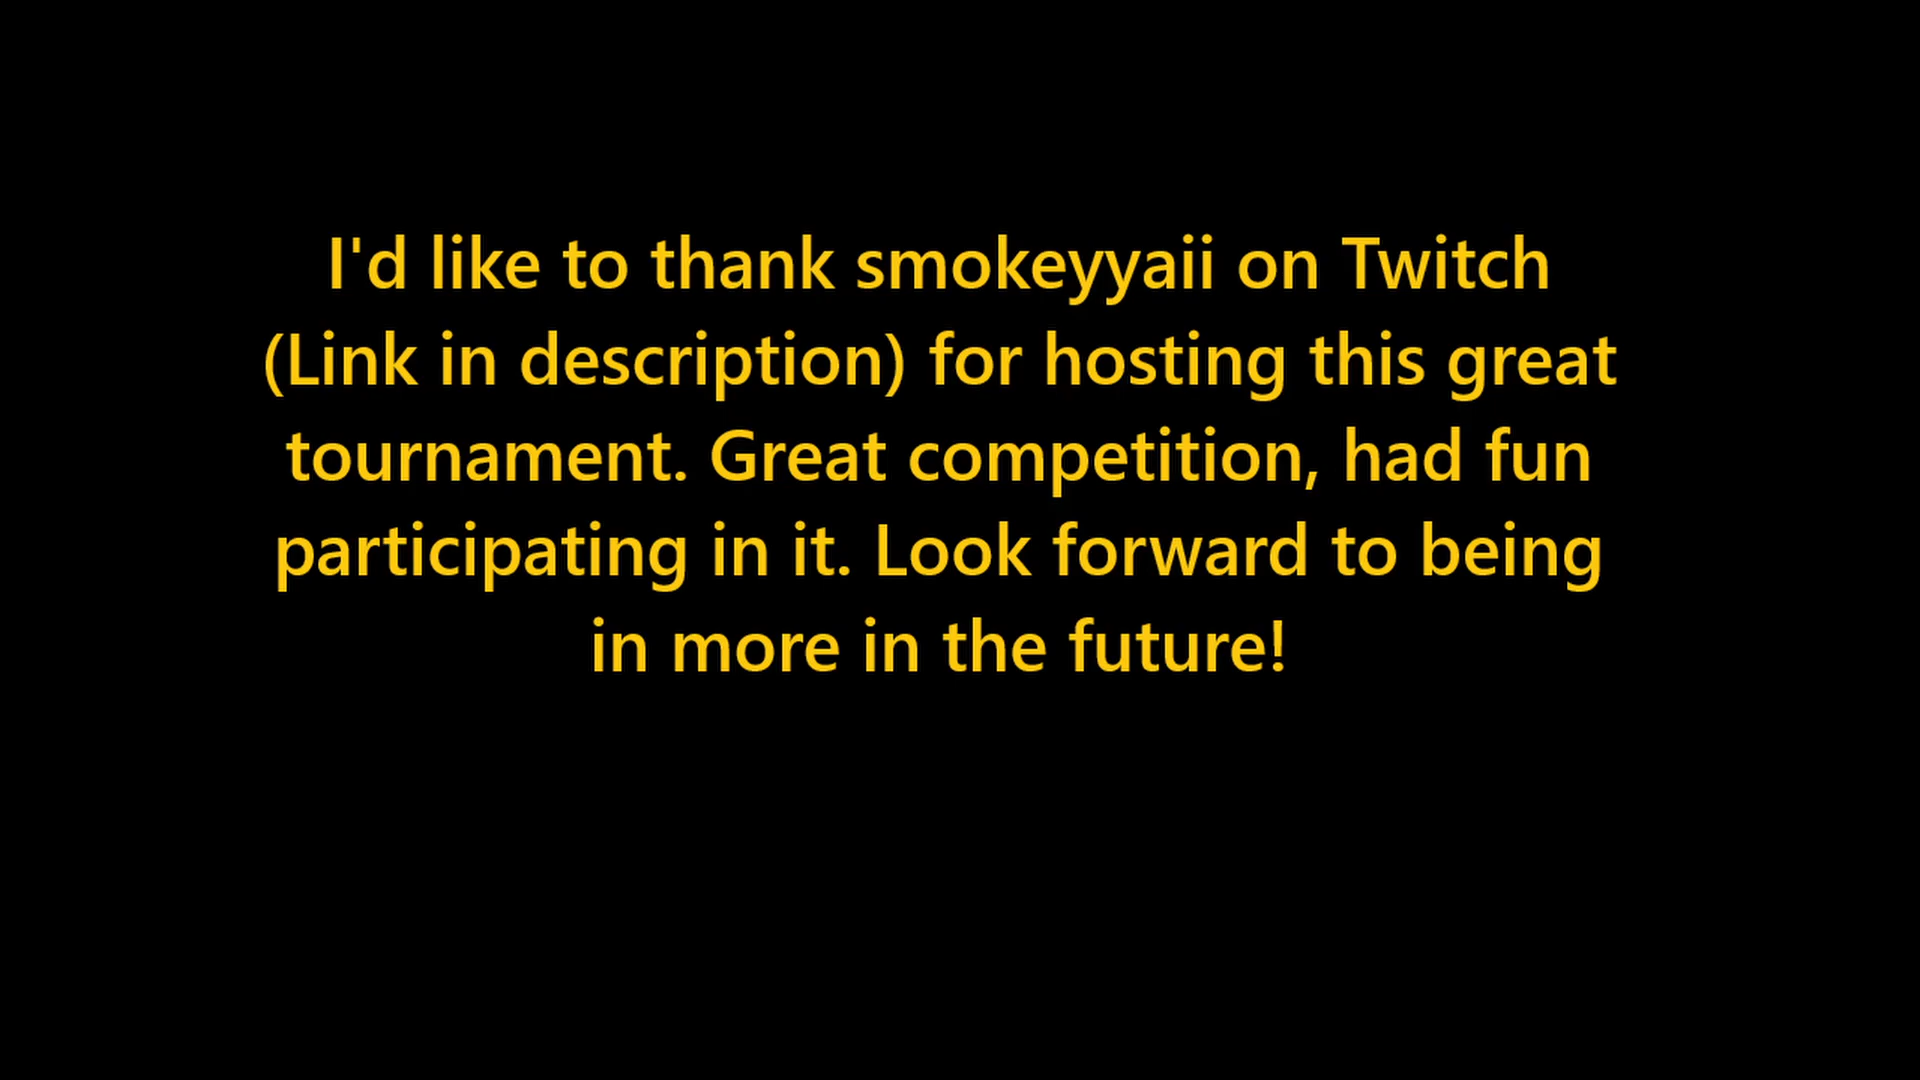 I'd like to thank smokeyyaii on Twitch
(Link in description) for hosting this great
tournament. Great competition, had fun
participating in it. Look forward to being
in more in the future!